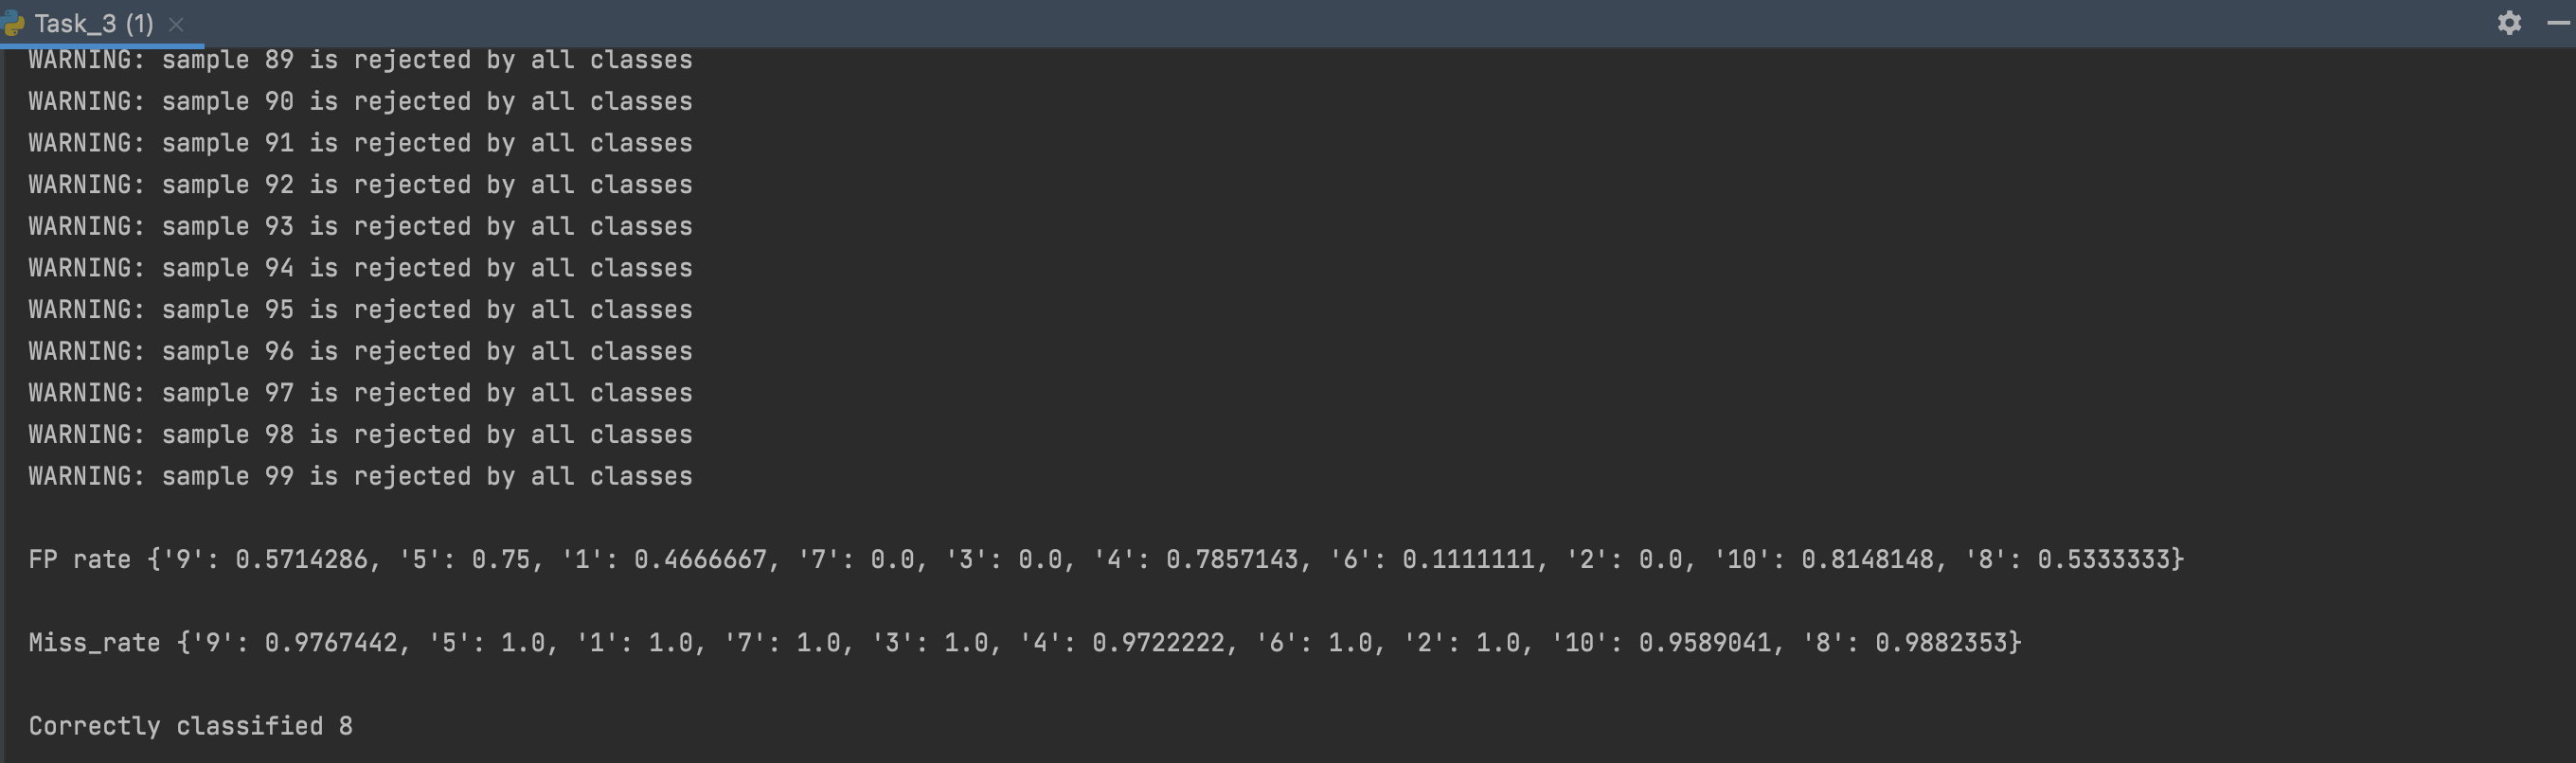 Task_3 (1)
WARNING: sample 89 is rejected by all classes
WARNING: sample 90 is rejected by all classes
WARNING: sample 91 is rejected by all classes
WARNING: sample 92 is rejected by all classes
WARNING: sample 93 is rejected by all classes
WARNING: sample 94 is rejected by all classes
WARNING: sample 95 is rejected by all classes
WARNING: sample 96 is rejected by all classes
WARNING: sample 97 is rejected by all classes
WARNING: sample 98 is rejected by all classes
WARNING: sample 99 is rejected by all classes
FP rate {'9': 0.5714286, '5': 0.75, '1': 0.4666667, '7': 0.0, '3': 0.0, '4': 0.7857143, '6': 0.1111111, '2': 0.0, '10': 0.8148148, '8': 0.5333333}
Miss_rate {'9': 0.9767442, '5': 1.0, '1': 1.0, '7': 1.0, '3': 1.0, '4': 0.9722222, '6': 1.0, '2': 1.0, '10': 0.9589041, '8': 0.9882353}
Correctly classified 8